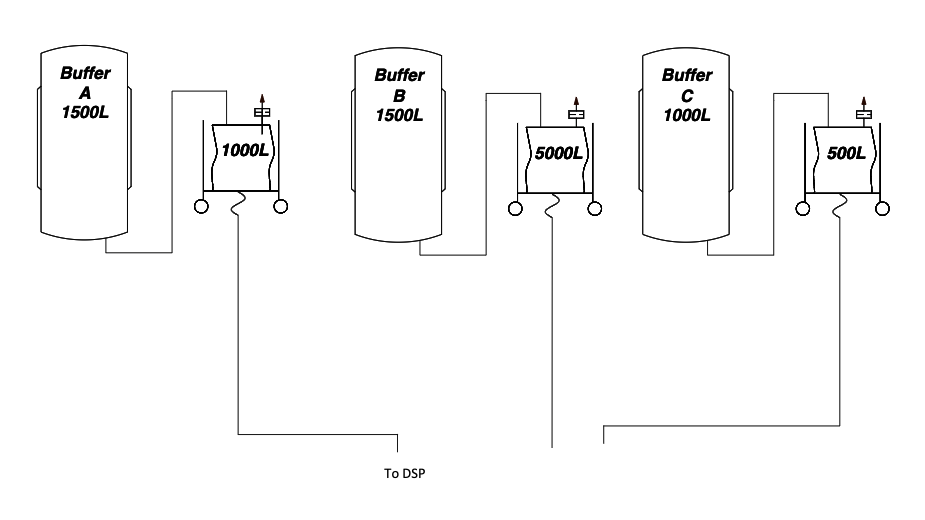 Buffer
A
1500L
1000L
Buffer
B
1500L
5000L
Buffer
C
1000L
500L
To DSP